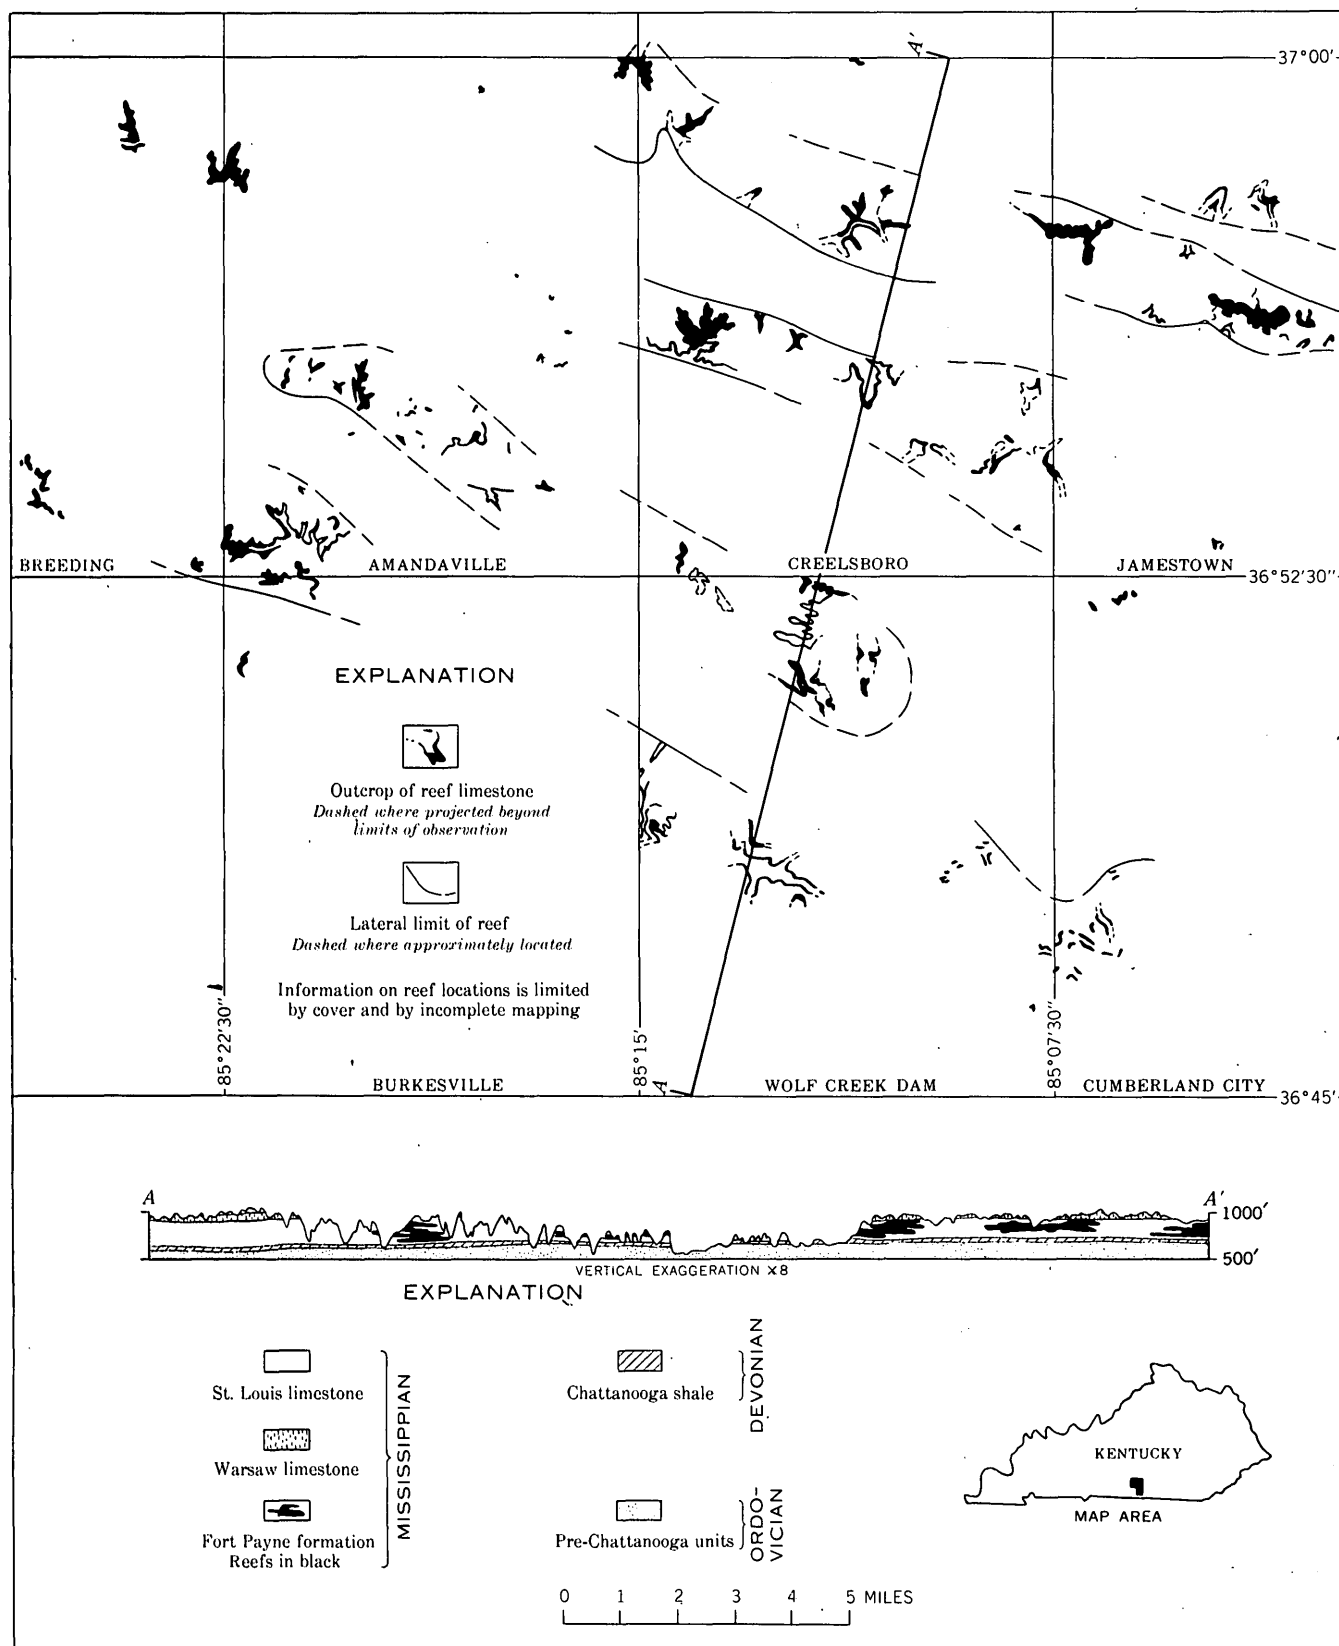 A'
37°00'
BREEDING
AMANDAVILLE
CREELSBORO
JAMESTOWN
36°52'30"
EXPLANATION
Outcrop of reef limestone
Dashed where projected beyond
limits of observation
Lateral limit of reef
Dashed where approximately located
Information on reef locations is limited
by cover and by incomplete mapping
85°22'30"
85°15'
85°07'30"
BURKESVILLE
A
WOLF CREEK DAM
CUMBERLAND CITY
36°45'
A
A'
1000'
500'
VERTICAL EXAGGERATION X8
EXPLANATION
St. Louis limestone
Warsaw limestone
Fort Payne formation
Reefs in black
MISSISSIPPIAN
Chattanooga shale
DEVONIAN
Pre-Chattanooga units
ORDO-
VICIAN
KENTUCKY
MAP AREA
0 1 2 3 4 5 MILES